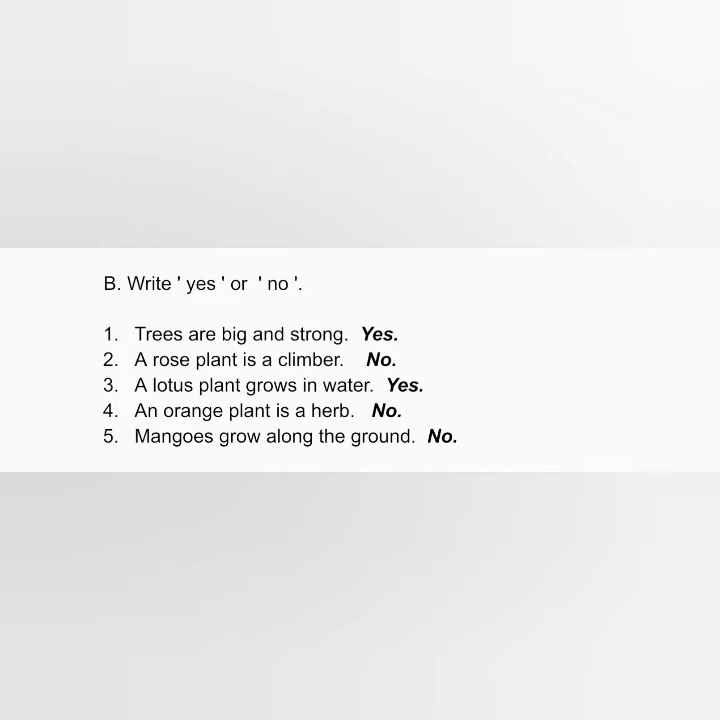 B. Write ' yes ' or ' no '.
1. Trees are big and strong. Yes.
2. A rose plant is a climber. No.
3. A lotus plant grows in water. Yes.
4. An orange plant is a herb. No.
5. Mangoes grow along the ground. No.